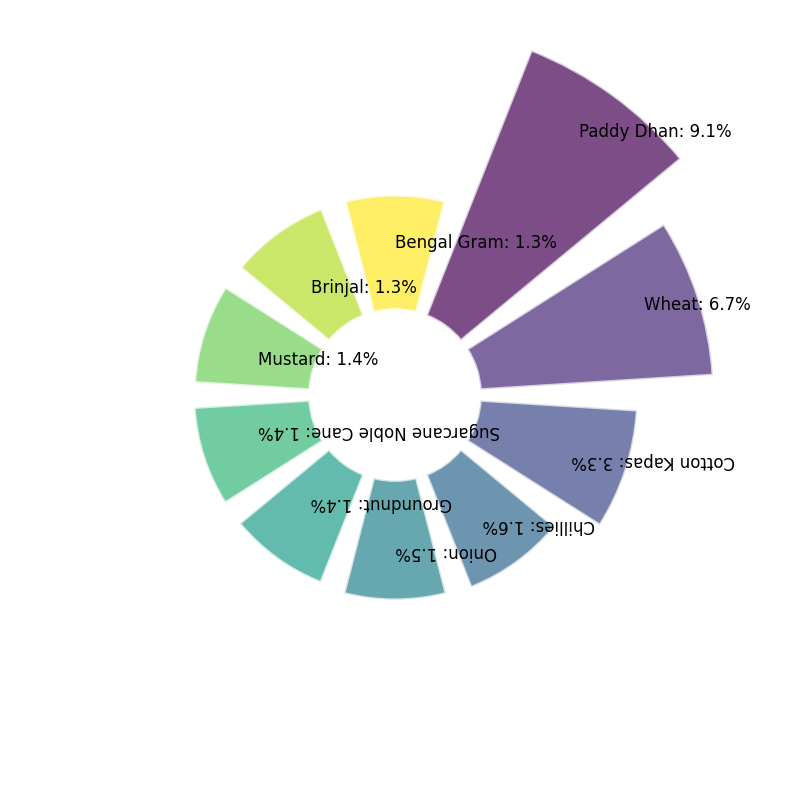 Paddy Dhan: 9.1%
Bengal Gram: 1.3%
Brinjal: 1.3%
Wheat: 6.7%
Mustard: 1.4%
Sugarcane Noble Cane: 1.4%
Cotton Kapas: 3.3%
Groundnut: 1.4%
Chillies: 1.6%
Onion: 1.5%